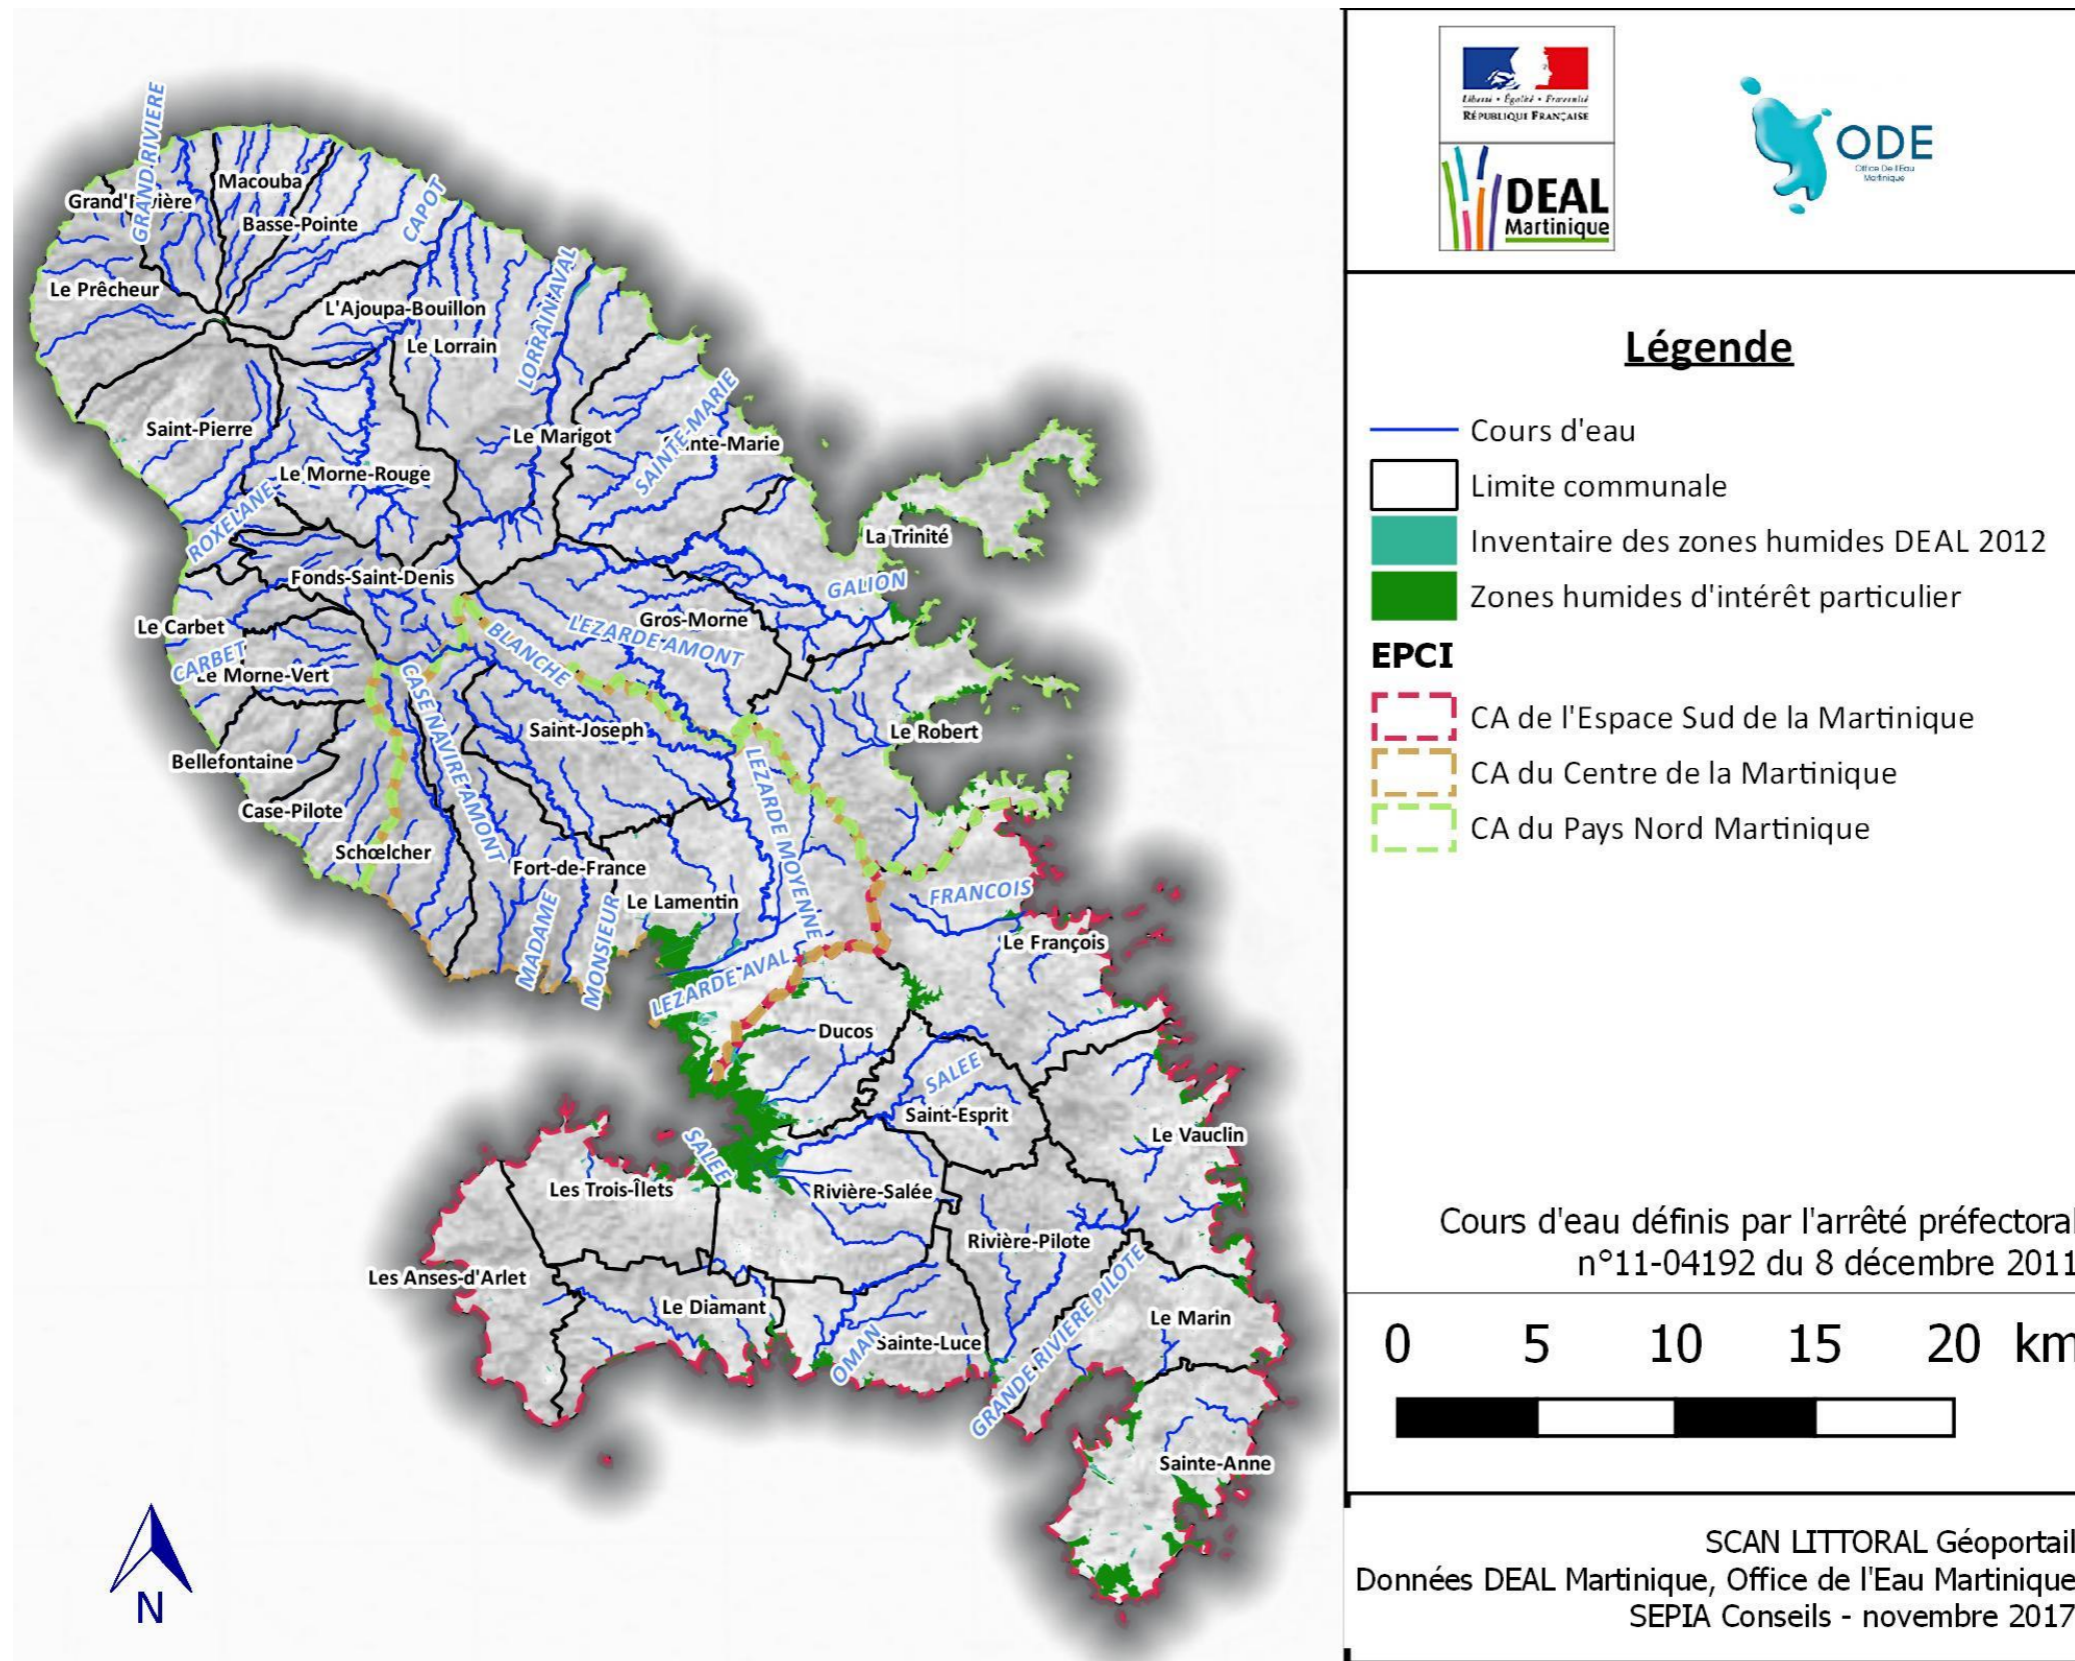 GRAND RIVIERE
Macouba
Grand'Rivière
Basse-Pointe
CAPOT
Le Prêcheur
L'Ajoupa-Bouillon
Le Lorrain
LORRAIN AVAL
Saint-Pierre
Le Marigot
SAINTE-MARIE
Sainte-Marie
Le Morne-Rouge
ROXELANE
La Trinité
Fonds-Saint-Denis
GALION
Le Carbet
BLANCHE
LEZARDE AMONT
Gros-Morne
CARBET
Le Morne-Vert
CASE NAVIRE AMONT
Saint-Joseph
Le Robert
Bellefontaine
LEZARDE MOYENNE
Case-Pilote
Schœlcher
Fort-de-France
Le Lamentin
FRANCOIS
MADAME
MONSIEUR
Le François
LEZARDE AVAL
Ducos
SALEE
Saint-Esprit
Le Vauclin
SALEE
Les Trois-Îlets
Rivière-Salée
Rivière-Pilote
Les Anses-d'Arlet
Le Diamant
OMAN
Sainte-Luce
GRANDE RIVIERE PILOTE
Le Marin
Sainte-Anne
N
Liberté • Égalité • Fraternité
RÉPUBLIQUE FRANÇAISE
DEAL
Martinique
ODE
Office De l'Eau
Martinique
Légende
Cours d'eau
Limite communale
Inventaire des zones humides DEAL 2012
Zones humides d'intérêt particulier
EPCI
CA de l'Espace Sud de la Martinique
CA du Centre de la Martinique
CA du Pays Nord Martinique
Cours d'eau définis par l'arrêté préfectoral
n°11-04192 du 8 décembre 2011
0 5 10 15 20 km
SCAN LITTORAL Géoportail
Données DEAL Martinique, Office de l'Eau Martinique
SEPIA Conseils - novembre 2017